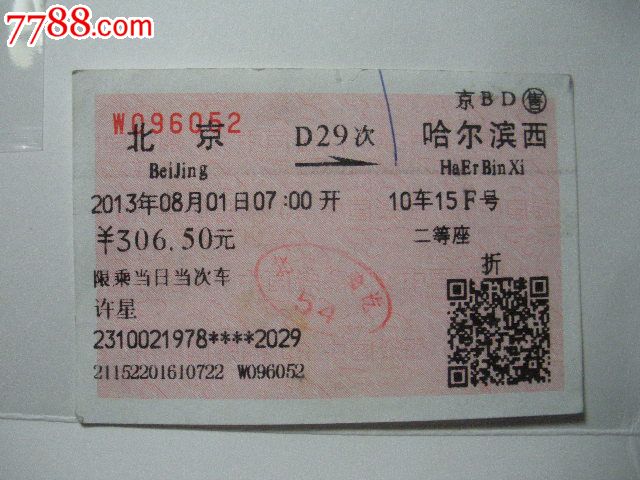 7788.com
京BD售
W096052
北京 D29次 哈尔滨西
BeiJing HaErBinXi
2013年08月01日07:00开 10车15F号
¥306.50元 二等座
折
限乘当日当次车
54
许星
2310021978****2029
21152201610722 W096052